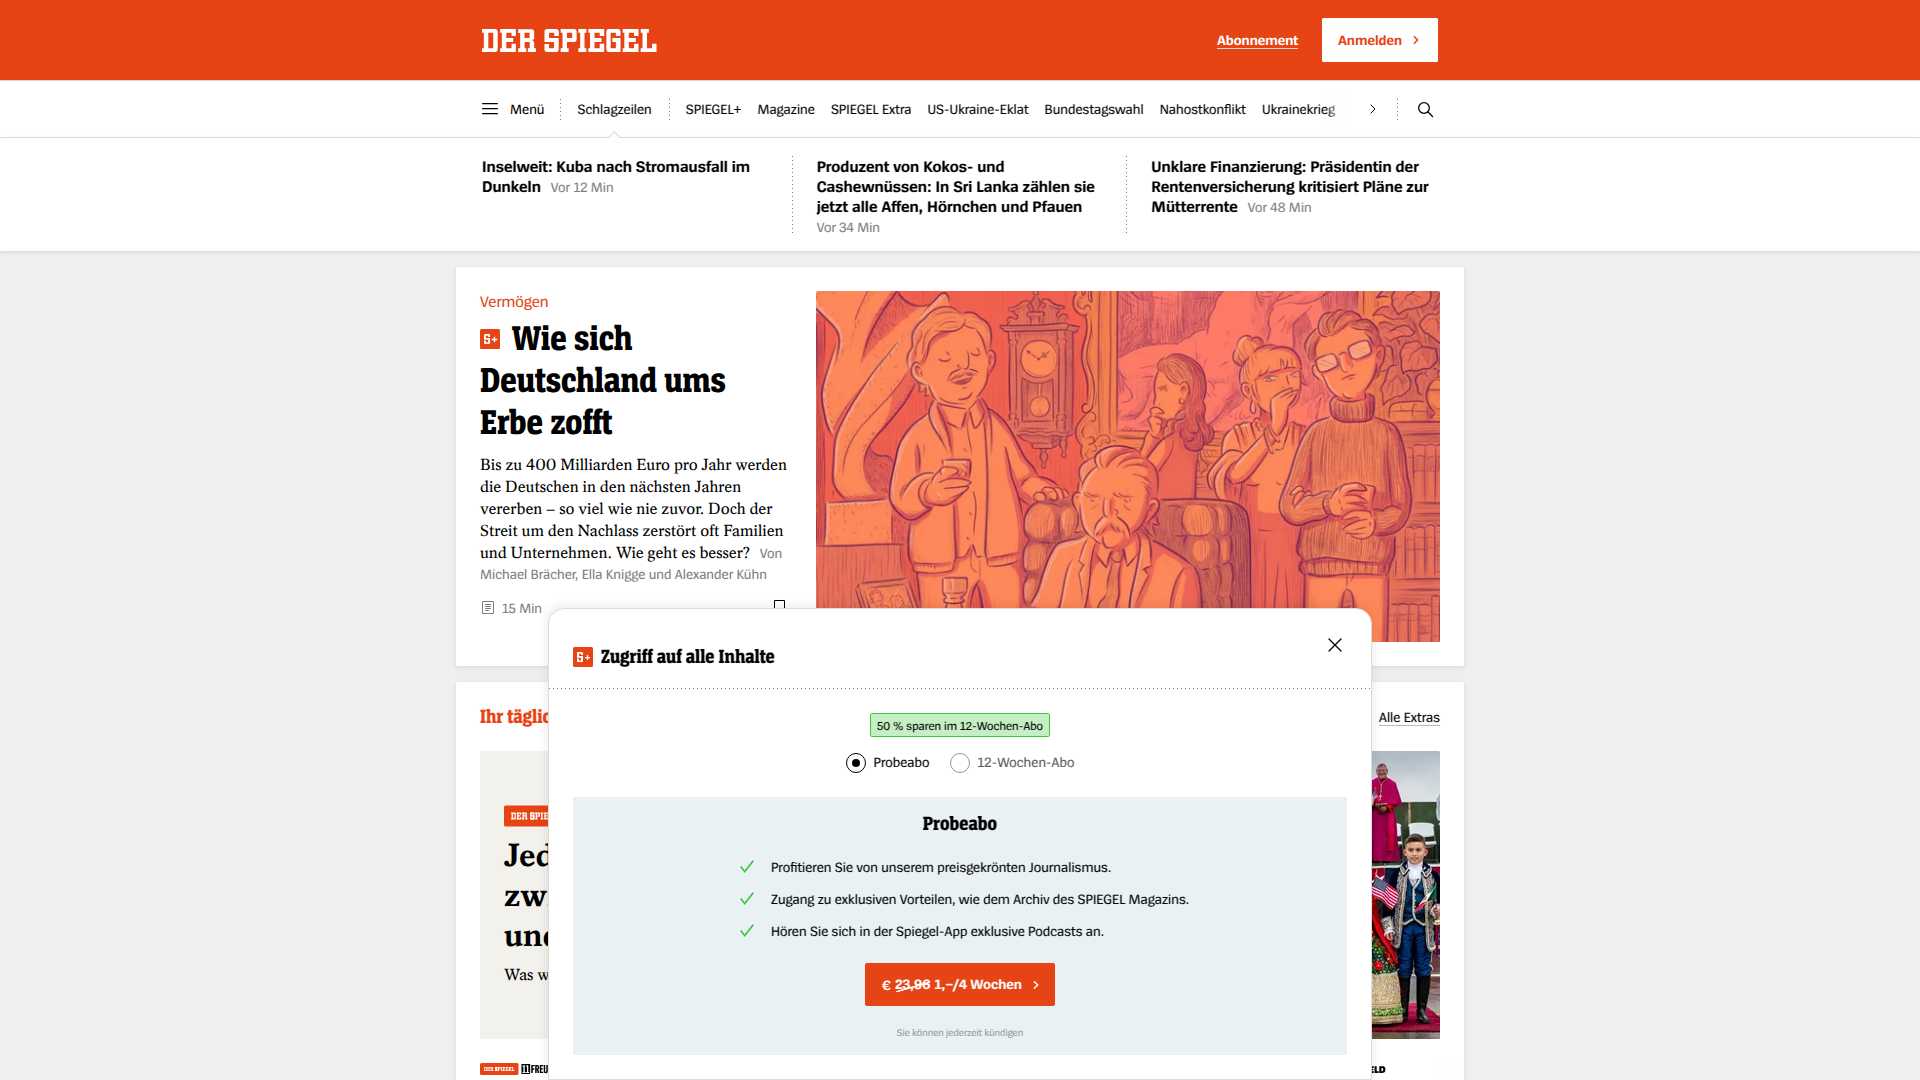 DER SPIEGEL
Abonnement
Anmelden
Menü
Schlagzeilen
SPIEGEL+
Magazine
SPIEGEL Extra
US-Ukraine-Eklat
Bundestagswahl
Nahostkonflikt
Ukrainekrieg
Inselweit: Kuba nach Stromausfall im
Dunkeln Vor 12 Min
Produzent von Kokos- und
Cashewnüssen: In Sri Lanka zählen sie
jetzt alle Affen, Hörnchen und Pfauen
Vor 34 Min
Unklare Finanzierung: Präsidentin der
Rentenversicherung kritisiert Pläne zur
Mütterrente Vor 48 Min
Vermögen
S+ Wie sich
Deutschland ums
Erbe zofft
Bis zu 400 Milliarden Euro pro Jahr werden
die Deutschen in den nächsten Jahren
vererben – so viel wie nie zuvor. Doch der
Streit um den Nachlass zerstört oft Familien
und Unternehmen. Wie geht es besser? Von
Michael Brächer, Ella Knigge und Alexander Kühn
15 Min
S+ Zugriff auf alle Inhalte
50 % sparen im 12-Wochen-Abo
Probeabo
12-Wochen-Abo
Probeabo
Profitieren Sie von unserem preisgekrönten Journalismus.
Zugang zu exklusiven Vorteilen, wie dem Archiv des SPIEGEL Magazins.
Hören Sie sich in der Spiegel-App exklusive Podcasts an.
€ 23,96 1,–/4 Wochen
Sie können jederzeit kündigen
Ihr täglic
Alle Extras
DER SPIE
Jed
zw
und
Was w
DER SPIEGEL 11FREU
ELD